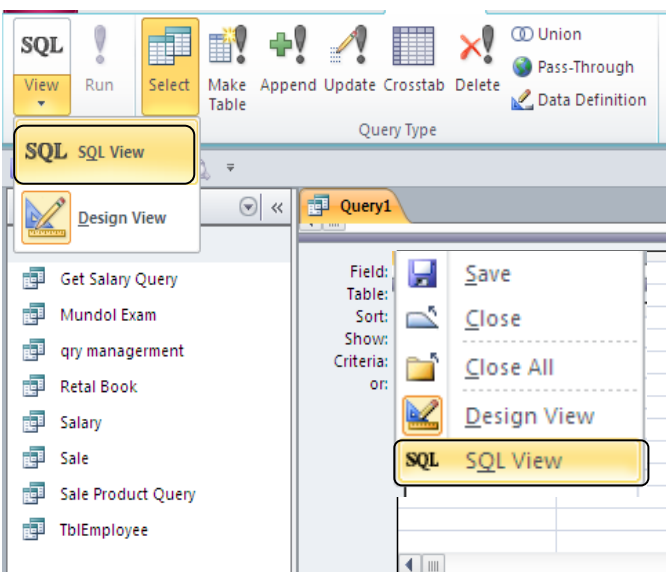 SQL
View
Run
Select
Make Table
Append
Update
Crosstab
Delete
Union
Pass-Through
Data Definition
Query Type
SQL SQL View
Design View
Query1
Get Salary Query
Mundol Exam
qry managerment
Retal Book
Salary
Sale
Sale Product Query
TblEmployee
Field:
Table:
Sort:
Show:
Criteria:
or:
Save
Close
Close All
Design View
SQL SQL View